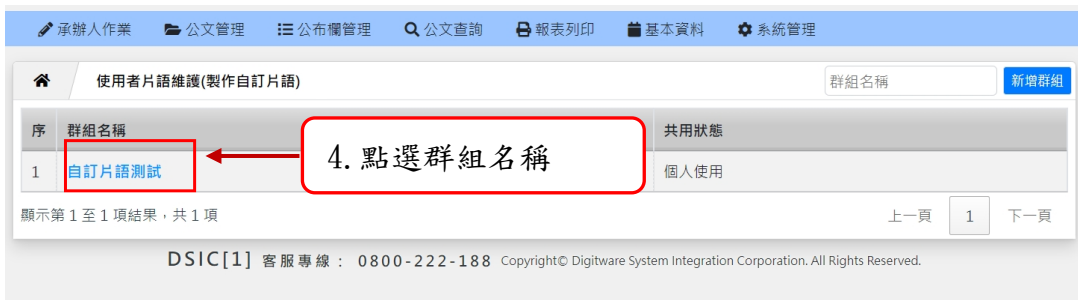 承辦人作業 公文管理 公布欄管理 公文查詢 報表列印 基本資料 系統管理
使用者片語維護(製作自訂片語) 群組名稱 新增群組
序 群組名稱 共用狀態
4.點選群組名稱
1 自訂片語測試 個人使用
顯示第 1 至 1 項結果，共 1 項 上一頁 1 下一頁
DSIC[1] 客服專線： 0800-222-188 Copyright© Digitware System Integration Corporation. All Rights Reserved.